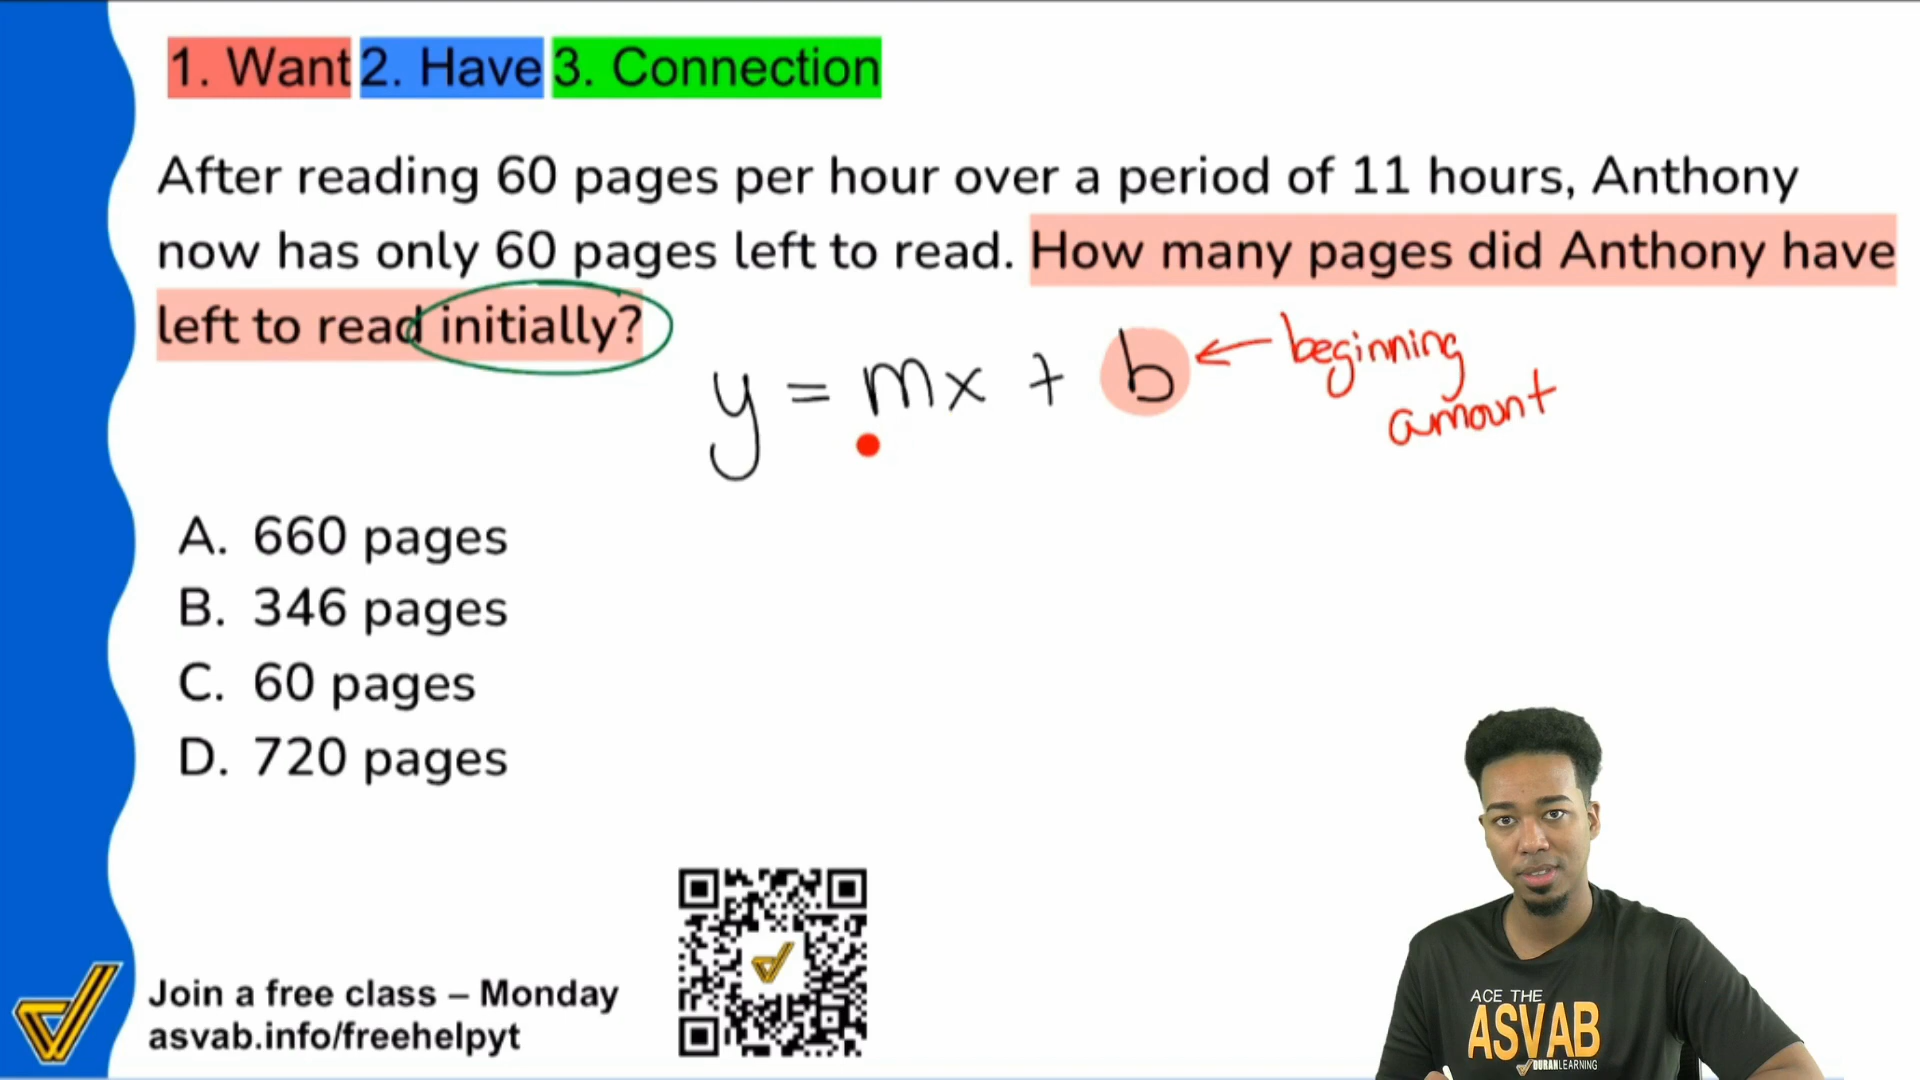 1. Want 2. Have 3. Connection
After reading 60 pages per hour over a period of 11 hours, Anthony
now has only 60 pages left to read. How many pages did Anthony have
left to read initially?
y = mx + b ← beginning
amount
A. 660 pages
B. 346 pages
C. 60 pages
D. 720 pages
Join a free class – Monday
asvab.info/freehelpyt
ACE THE
ASVAB
DURAN LEARNING